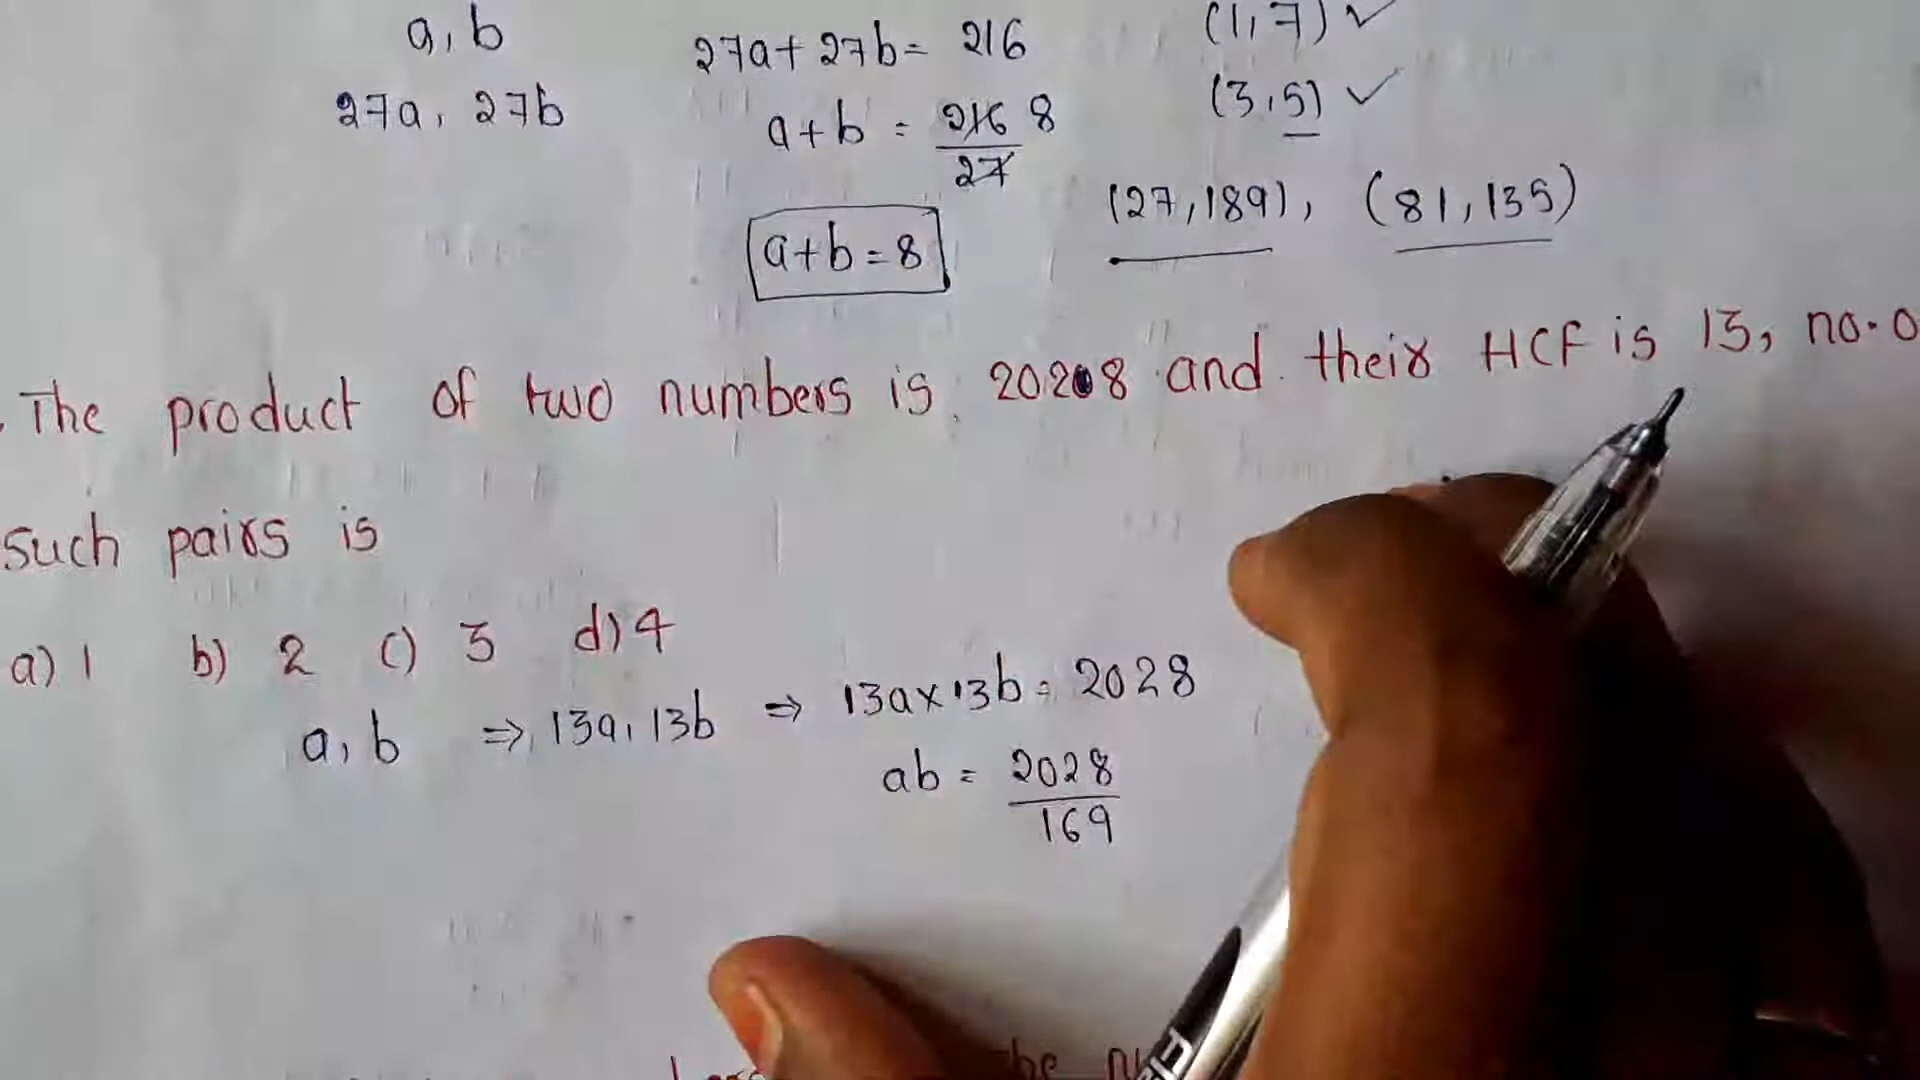 a, b
27a + 27b = 216
(1, 7) ✓
27a, 27b
a + b = 216/27 8
(3, 5) ✓
(27, 189), (81, 135)
a + b = 8
The product of two numbers is 2028 and their HCF is 13, no. o
such pairs is
a) 1 b) 2 c) 3 d) 4
a, b ⇒ 13a, 13b ⇒ 13a × 13b = 2028
ab = 2028/169
be